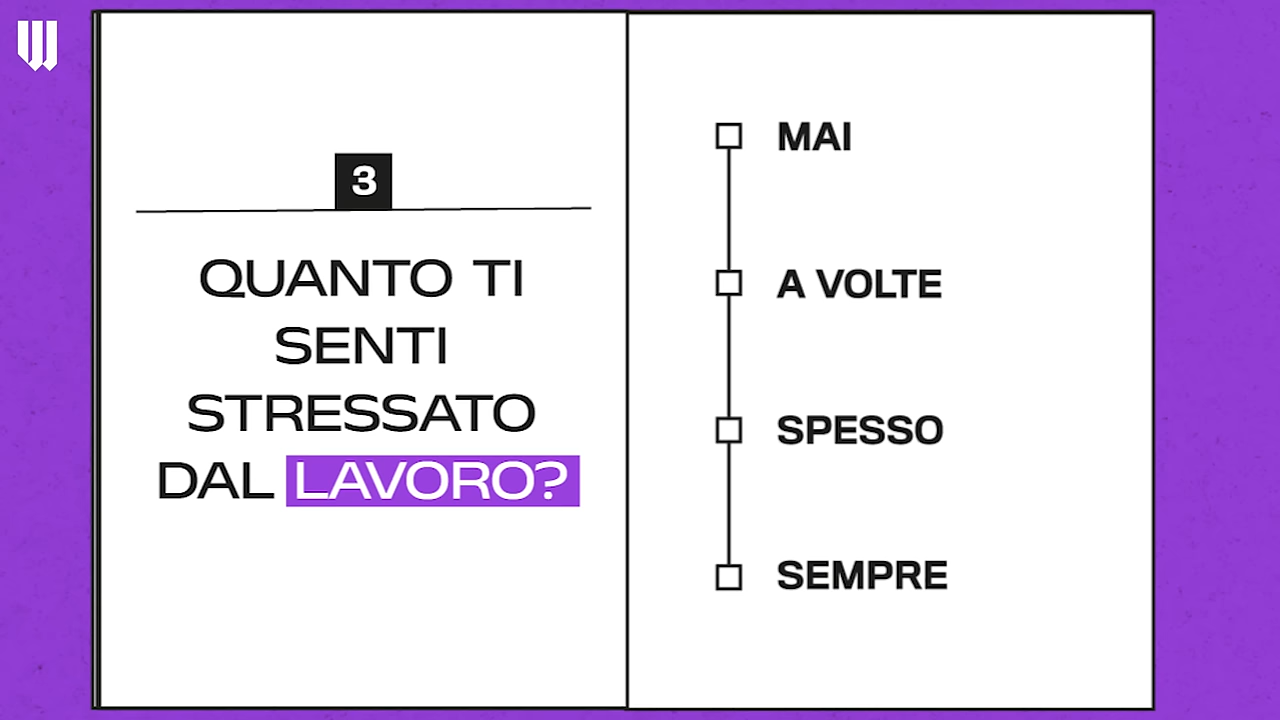 3
QUANTO TI
SENTI
STRESSATO
DAL LAVORO?
MAI
A VOLTE
SPESSO
SEMPRE